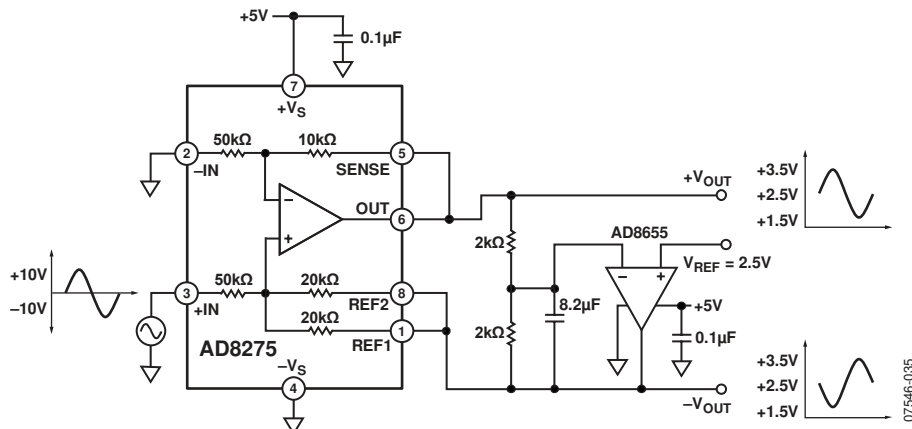 +5V
0.1µF
7
+VS
50kΩ
10kΩ
2
–IN
5
SENSE
–
OUT
6
+
+10V
–10V
3
+IN
50kΩ
20kΩ
8
REF2
20kΩ
1
REF1
AD8275
–VS
4
+VOUT
2kΩ
2kΩ
8.2µF
AD8655
–
+
VREF = 2.5V
+5V
0.1µF
–VOUT
+3.5V
+2.5V
+1.5V
+3.5V
+2.5V
+1.5V
07546-035